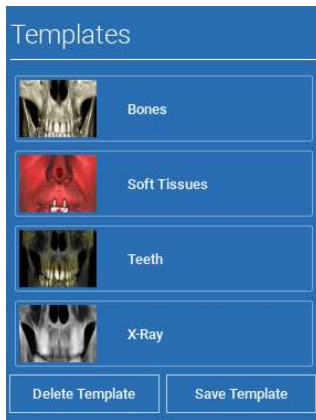 Templates
Bones
Soft Tissues
Teeth
X-Ray
Delete Template
Save Template